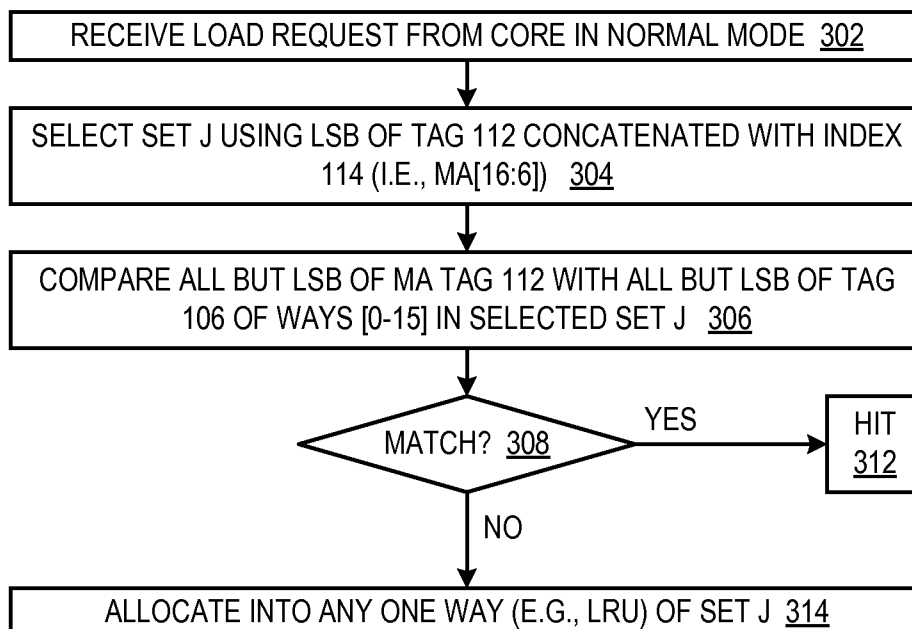 RECEIVE LOAD REQUEST FROM CORE IN NORMAL MODE 302
SELECT SET J USING LSB OF TAG 112 CONCATENATED WITH INDEX
114 (I.E., MA[16:6]) 304
COMPARE ALL BUT LSB OF MA TAG 112 WITH ALL BUT LSB OF TAG
106 OF WAYS [0-15] IN SELECTED SET J 306
MATCH? 308
YES
HIT
312
NO
ALLOCATE INTO ANY ONE WAY (E.G., LRU) OF SET J 314